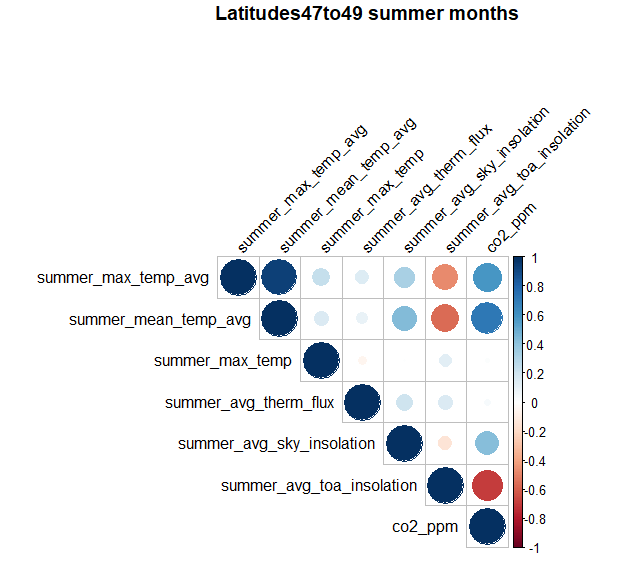 Latitudes47to49 summer months
summer_max_temp_avg
summer_mean_temp_avg
summer_max_temp
summer_avg_therm_flux
summer_avg_sky_insolation
summer_avg_toa_insolation
co2_ppm
summer_max_temp_avg
summer_mean_temp_avg
summer_max_temp
summer_avg_therm_flux
summer_avg_sky_insolation
summer_avg_toa_insolation
co2_ppm
1
0.8
0.6
0.4
0.2
0
-0.2
-0.4
-0.6
-0.8
-1